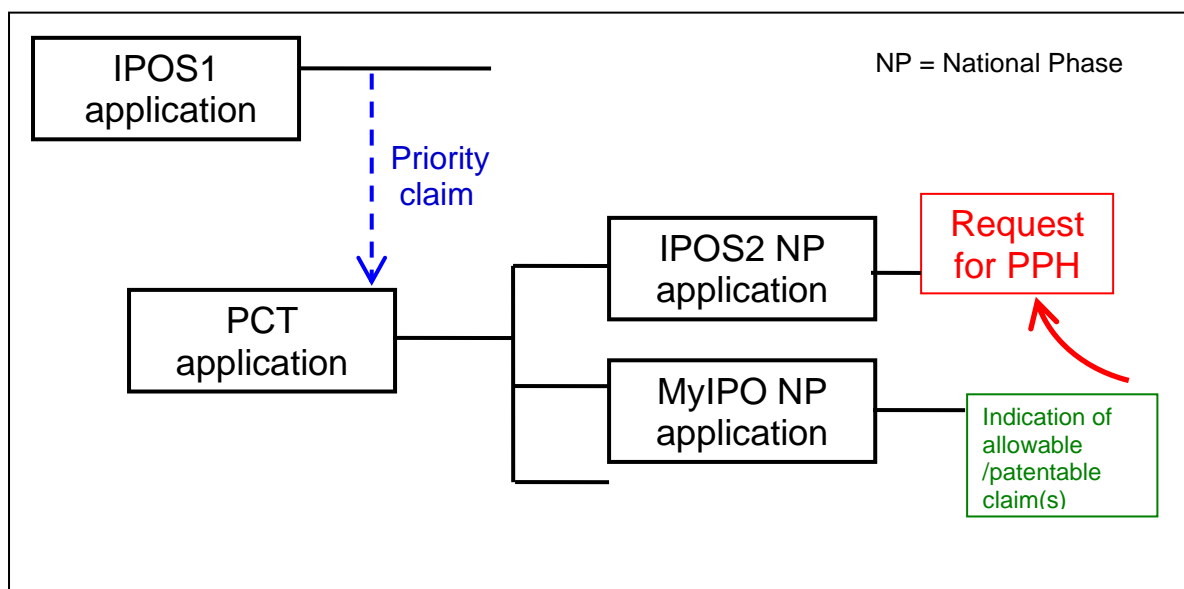 IPOS1
application
NP = National Phase
Priority
claim
IPOS2 NP
application
Request
for PPH
PCT
application
MyIPO NP
application
Indication of
allowable
/patentable
claim(s)